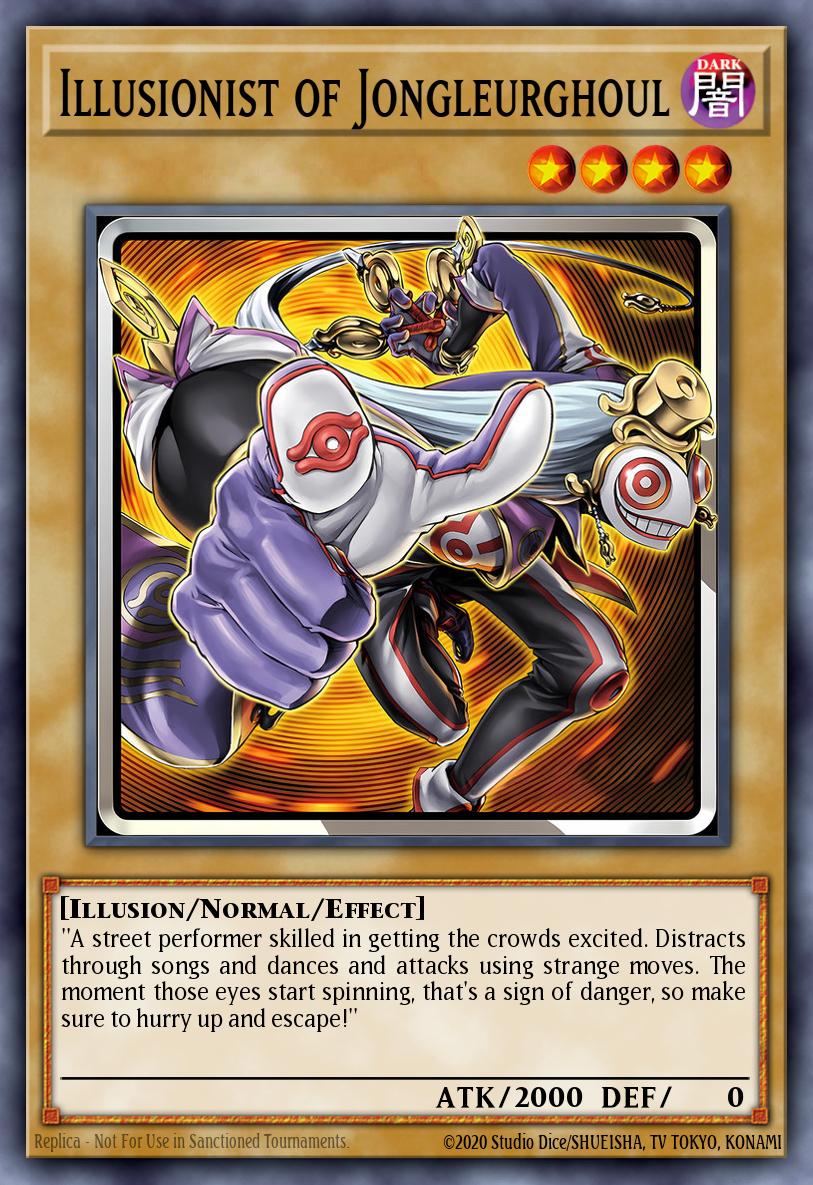 Illusionist of Jongleurghoul
DARK
闇
[Illusion/Normal/Effect]
"A street performer skilled in getting the crowds excited. Distracts
through songs and dances and attacks using strange moves. The
moment those eyes start spinning, that's a sign of danger, so make
sure to hurry up and escape!"
ATK/2000 DEF/ 0
Replica - Not For Use in Sanctioned Tournaments.
©2020 Studio Dice/SHUEISHA, TV TOKYO, KONAMI